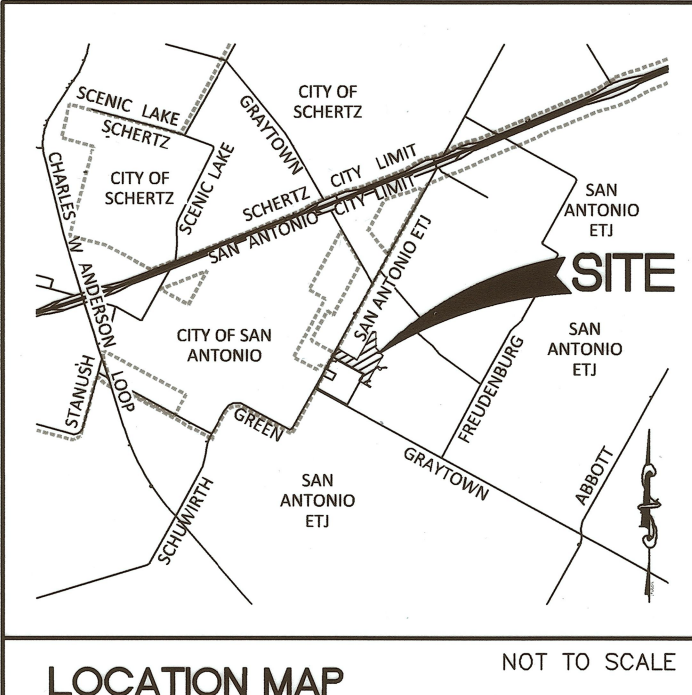 SCENIC LAKE
SCHERTZ
CITY OF
SCHERTZ
GRAYTOWN
CITY OF
SCHERTZ
SCENIC LAKE
CHARLES W ANDERSON LOOP
SCHERTZ CITY LIMIT
SAN ANTONIO CITY LIMIT
SAN
ANTONIO
ETJ
SAN ANTONIO ETJ
SITE
CITY OF SAN
ANTONIO
SAN
ANTONIO
ETJ
STANUSH
GREEN
FREUDENBURG
GRAYTOWN
ABBOTT
SAN
ANTONIO
ETJ
SCHUWIRTH
NOT TO SCALE
LOCATION MAP